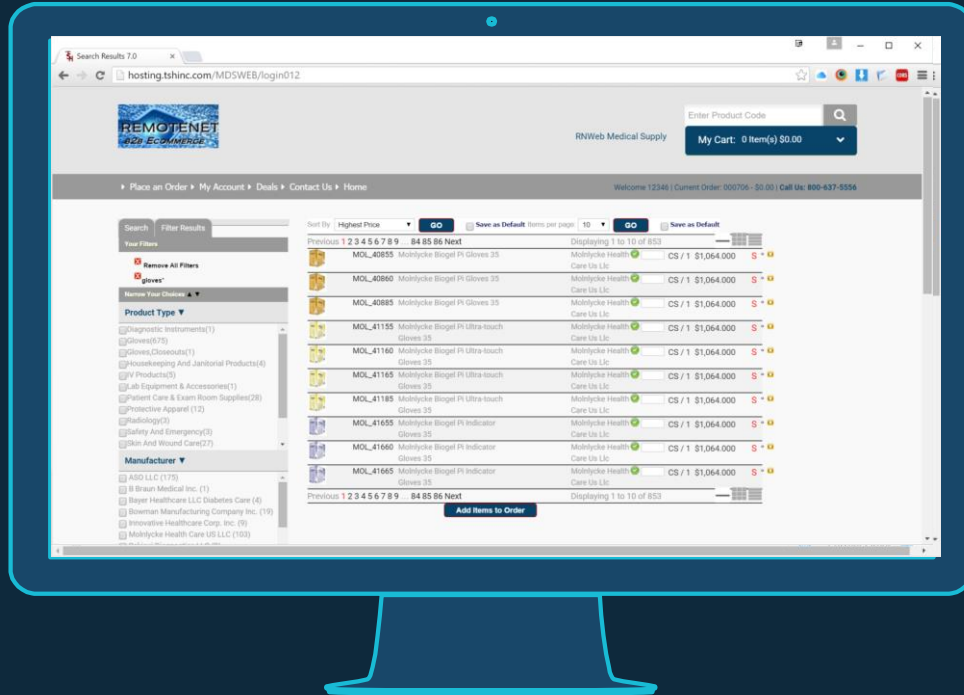 Search Results 7.0
hosting.tshinc.com/MDSWEB/login012
REMOTENET
B2B ECOMMERCE
RNWeb Medical Supply
Enter Product Code
My Cart: 0 Item(s) $0.00
Place an Order My Account Deals Contact Us Home
Welcome 12346 | Current Order: 000706 - $0.00 | Call Us: 800-637-5556
Search Filter Results
Your Filters
Remove All Filters
gloves*
Narrow Your Choices ▲ ▼
Product Type ▼
Diagnostic Instruments(1)
Gloves(675)
Gloves,Closeouts(1)
Housekeeping And Janitorial Products(4)
IV Products(5)
Lab Equipment & Accessories(1)
Patient Care & Exam Room Supplies(28)
Protective Apparel (12)
Radiology(3)
Safety And Emergency(3)
Skin And Wound Care(27)
Manufacturer ▼
ASO LLC (175)
B Braun Medical Inc. (1)
Bayer Healthcare LLC Diabetes Care (4)
Bowman Manufacturing Company Inc. (19)
Innovative Healthcare Corp. Inc. (9)
Molnlycke Health Care US LLC (103)
Sort By Highest Price GO Save as Default Items per page 10 GO Save as Default
Previous 1 2 3 4 5 6 7 8 9 ... 84 85 86 Next Displaying 1 to 10 of 853
MOL_40855 Molnlycke Biogel Pi Gloves 35 Molnlycke Health CS / 1 $1,064.000 S *
Care Us Llc
MOL_40860 Molnlycke Biogel Pi Gloves 35 Molnlycke Health CS / 1 $1,064.000 S *
Care Us Llc
MOL_40885 Molnlycke Biogel Pi Gloves 35 Molnlycke Health CS / 1 $1,064.000 S *
Care Us Llc
MOL_41155 Molnlycke Biogel Pi Ultra-touch Molnlycke Health CS / 1 $1,064.000 S *
Gloves 35 Care Us Llc
MOL_41160 Molnlycke Biogel Pi Ultra-touch Molnlycke Health CS / 1 $1,064.000 S *
Gloves 35 Care Us Llc
MOL_41165 Molnlycke Biogel Pi Ultra-touch Molnlycke Health CS / 1 $1,064.000 S *
Gloves 35 Care Us Llc
MOL_41185 Molnlycke Biogel Pi Ultra-touch Molnlycke Health CS / 1 $1,064.000 S *
Gloves 35 Care Us Llc
MOL_41655 Molnlycke Biogel Pi Indicator Molnlycke Health CS / 1 $1,064.000 S *
Gloves 35 Care Us Llc
MOL_41660 Molnlycke Biogel Pi Indicator Molnlycke Health CS / 1 $1,064.000 S *
Gloves 35 Care Us Llc
MOL_41665 Molnlycke Biogel Pi Indicator Molnlycke Health CS / 1 $1,064.000 S *
Gloves 35 Care Us Llc
Previous 1 2 3 4 5 6 7 8 9 ... 84 85 86 Next Displaying 1 to 10 of 853
Add Items to Order